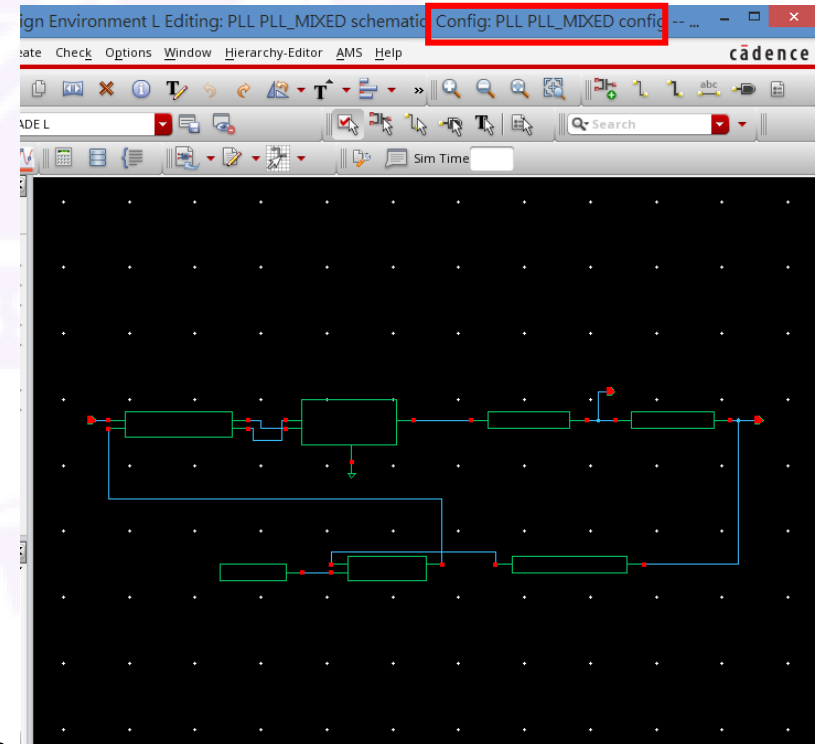 ign Environment L Editing: PLL PLL_MIXED schematic Config: PLL PLL_MIXED config -- ...
eate Check Options Window Hierarchy-Editor AMS Help cādence
abc
ADE L Search
Sim Time